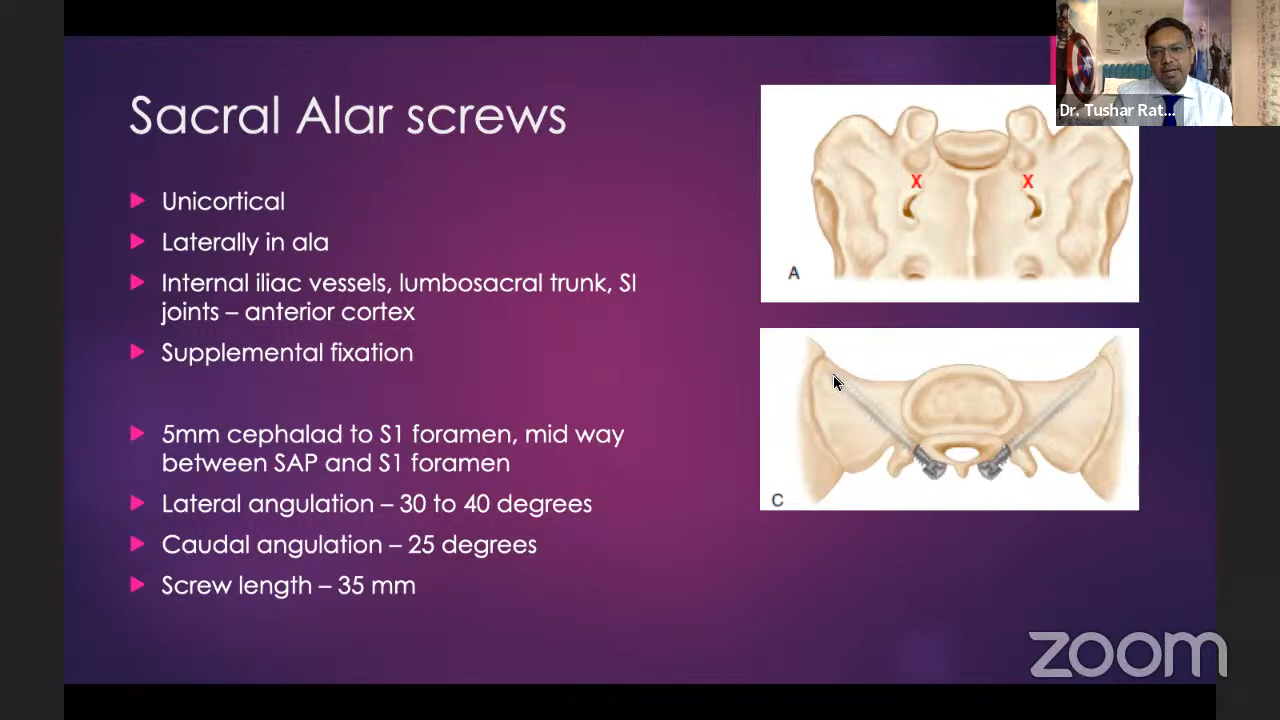 Sacral Alar screws
Unicortical
Laterally in ala
Internal iliac vessels, lumbosacral trunk, SI
joints – anterior cortex
Supplemental fixation
5mm cephalad to S1 foramen, mid way
between SAP and S1 foramen
Lateral angulation – 30 to 40 degrees
Caudal angulation – 25 degrees
Screw length – 35 mm
Dr. Tushar Rat...
X X
A
C
zoom